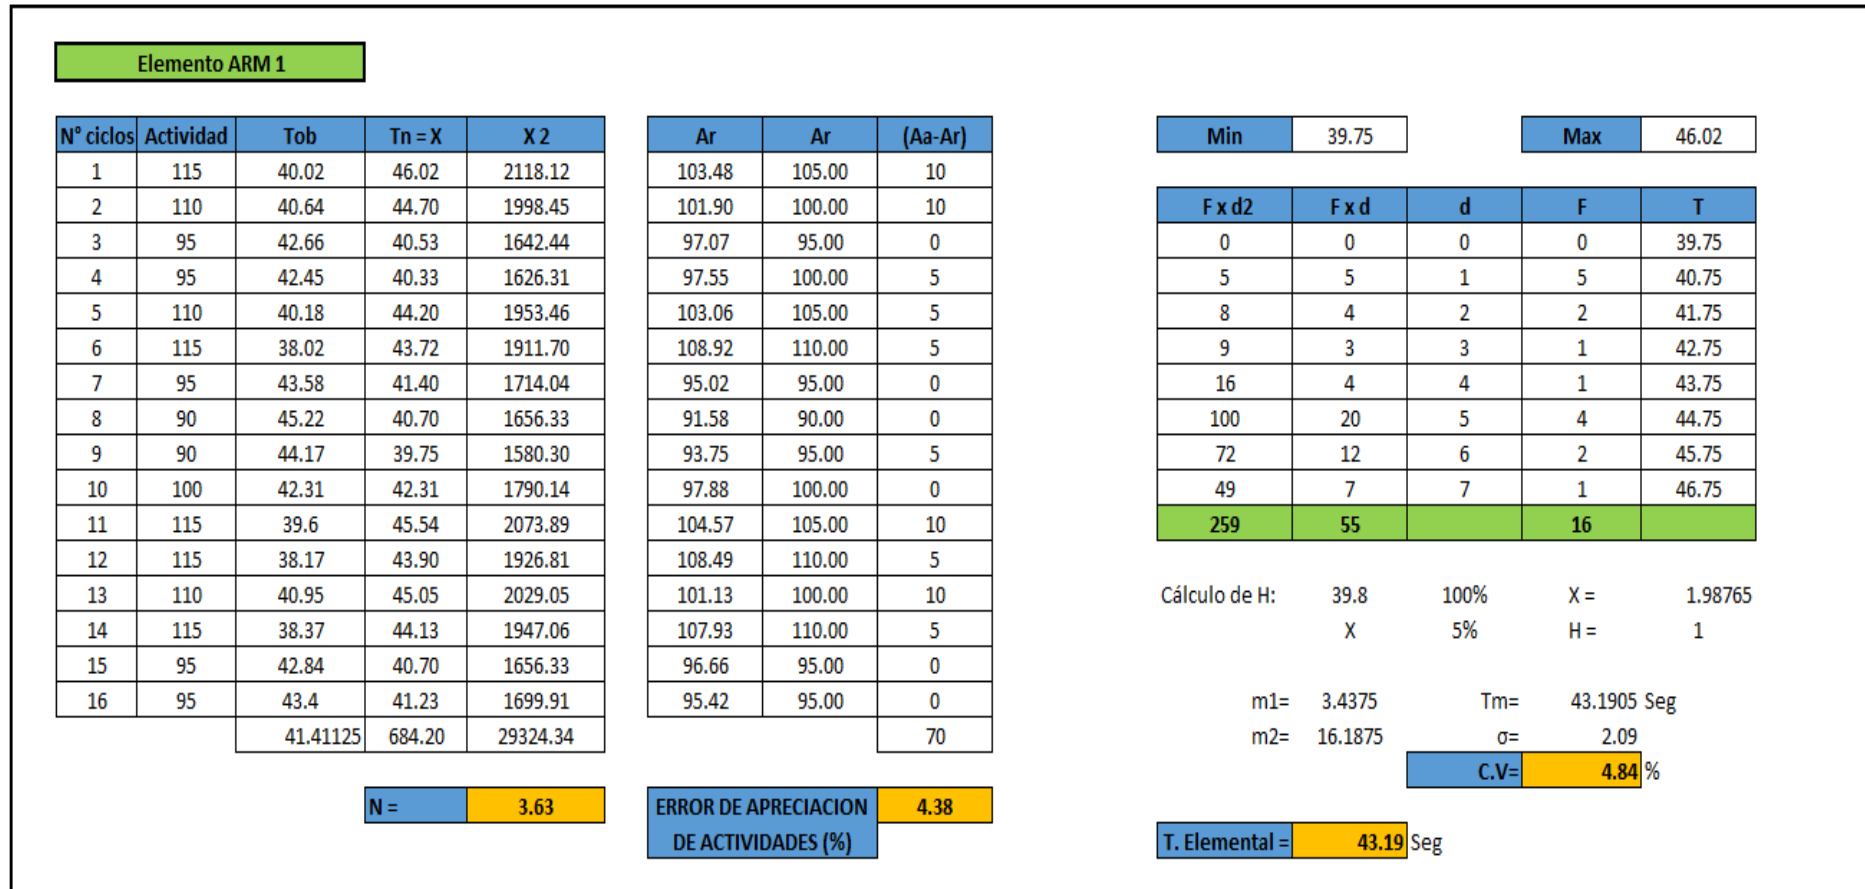 Elemento ARM 1
Nº ciclos Actividad Tob Tn = X X 2 Ar Ar (Aa-Ar) Min 39.75 Max 46.02
1 115 40.02 46.02 2118.12 103.48 105.00 10
2 110 40.64 44.70 1998.45 101.90 100.00 10 F x d2 F x d d F T
3 95 42.66 40.53 1642.44 97.07 95.00 0 0 0 0 0 39.75
4 95 42.45 40.33 1626.31 97.55 100.00 5 5 5 1 5 40.75
5 110 40.18 44.20 1953.46 103.06 105.00 5 8 4 2 2 41.75
6 115 38.02 43.72 1911.70 108.92 110.00 5 9 3 3 1 42.75
7 95 43.58 41.40 1714.04 95.02 95.00 0 16 4 4 1 43.75
8 90 45.22 40.70 1656.33 91.58 90.00 0 100 20 5 4 44.75
9 90 44.17 39.75 1580.30 93.75 95.00 5 72 12 6 2 45.75
10 100 42.31 42.31 1790.14 97.88 100.00 0 49 7 7 1 46.75
11 115 39.6 45.54 2073.89 104.57 105.00 10 259 55 16
12 115 38.17 43.90 1926.81 108.49 110.00 5
13 110 40.95 45.05 2029.05 101.13 100.00 10 Cálculo de H: 39.8 100% X = 1.98765
14 115 38.37 44.13 1947.06 107.93 110.00 5 X 5% H = 1
15 95 42.84 40.70 1656.33 96.66 95.00 0
16 95 43.4 41.23 1699.91 95.42 95.00 0 m1= 3.4375 Tm= 43.1905 Seg
41.41125 684.20 29324.34 70 m2= 16.1875 σ= 2.09
C.V= 4.84 %
N = 3.63 ERROR DE APRECIACION 4.38
DE ACTIVIDADES (%) T. Elemental = 43.19 Seg